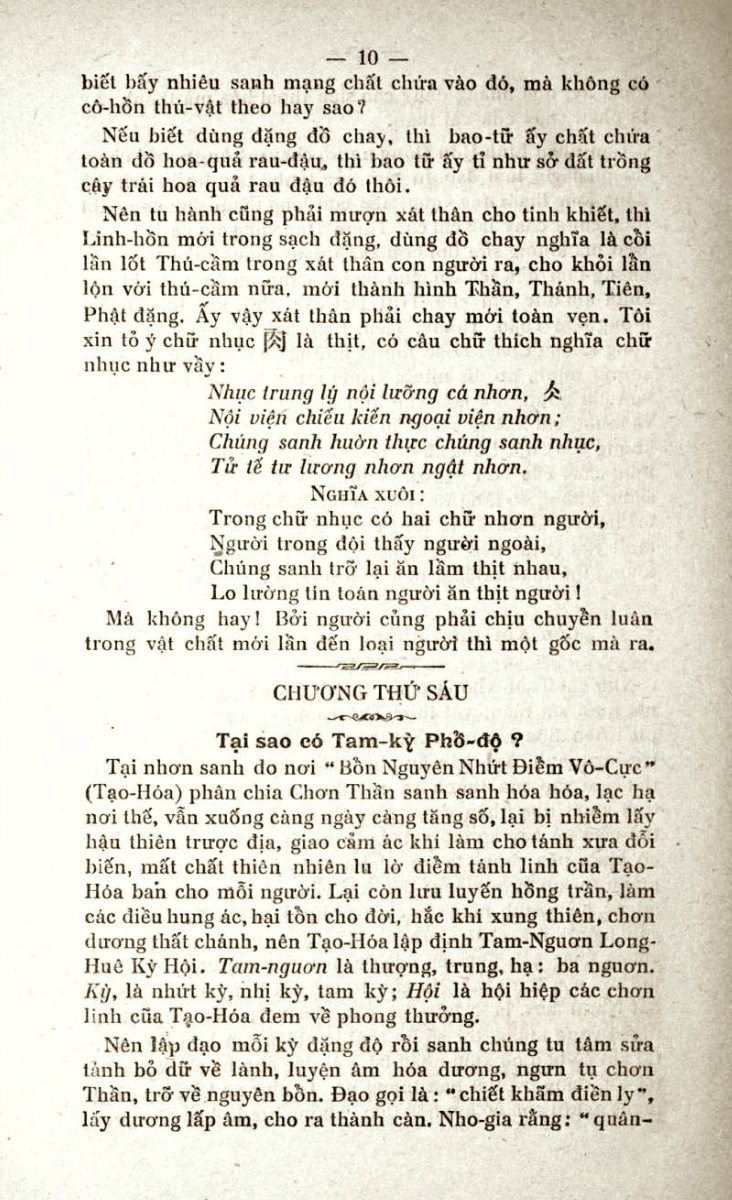 — 10 —
biết bấy nhiêu sanh mạng chất chứa vào đó, mà không có
cô-hồn thú-vật theo hay sao?
Nếu biết dùng đặng đồ chay, thì bao-tữ ấy chất chứa
toàn đồ hoa-quả rau-đậu, thì bao tữ ấy tỉ như sở đất trồng
cậy trái hoa quả rau đậu đó thôi.
Nên tu hành cũng phải mượn xát thân cho tinh khiết, thì
Linh-hồn mới trong sạch đặng, dùng đồ chay nghĩa là cồi
lần lốt Thú-cầm trong xát thân con người ra, cho khỏi lẫn
lộn với thú-cầm nữa, mới thành hình Thần, Thánh, Tiên,
Phật đặng. Ấy vậy xát thân phải chay mới toàn vẹn. Tôi
xin tỏ ý chữ nhục 肉 là thịt, có câu chữ thích nghĩa chữ
nhục như vầy:
Nhục trung lý nội lưỡng cá nhơn,
Nội viện chiếu kiến ngoại viện nhơn;
Chúng sanh huờn thực chúng sanh nhục,
Tử tế tư lương nhơn ngật nhơn.
NGHĨA XUÔI:
Trong chữ nhục có hai chữ nhơn người,
Người trong đội thấy người ngoài,
Chúng sanh trỡ lại ăn lầm thịt nhau,
Lo lường tín toán người ăn thịt người!
Mà không hay! Bởi người củng phải chịu chuyển luân
trong vật chất mới lần đến loại người thì một gốc mà ra.
CHƯƠNG THỨ SÁU
Tại sao có Tam-kỳ Phổ-độ?
Tại nhơn sanh do nơi “Bổn Nguyên Nhứt Điểm Vô-Cực”
(Tạo-Hóa) phân chia Chơn Thần sanh sanh hóa hóa, lạc hạ
nơi thế, vẫn xuống càng ngày càng tăng số, lại bị nhiễm lấy
hậu thiên trược địa, giao cảm ác khí làm cho tánh xưa đổi
biến, mất chất thiên nhiên lu lờ điểm tánh linh cũa Tạo-
Hóa ban cho mỗi người. Lại còn lưu luyến hồng trần, làm
các điều hung ác, hại tổn cho đời, hắc khí xung thiên, chơn
dương thất chánh, nên Tạo-Hóa lập định Tam-Nguơn Long-
Huê Kỳ Hội. Tam-nguơn là thượng, trung, hạ: ba nguơn.
Kỳ, là nhứt kỳ, nhị kỳ, tam kỳ; Hội là hội hiệp các chơn
linh cũa Tạo-Hóa đem về phong thưởng.
Nên lập đạo mỗi kỳ đặng độ rồi sanh chúng tu tâm sửa
tánh bỏ dữ về lành, luyện âm hóa dương, ngưn tụ chơn
Thần, trỡ về nguyên bổn. Đạo gọi là: “chiết khãm điền ly”,
lấy dương lấp âm, cho ra thành càn. Nho-gia rằng: “quân-